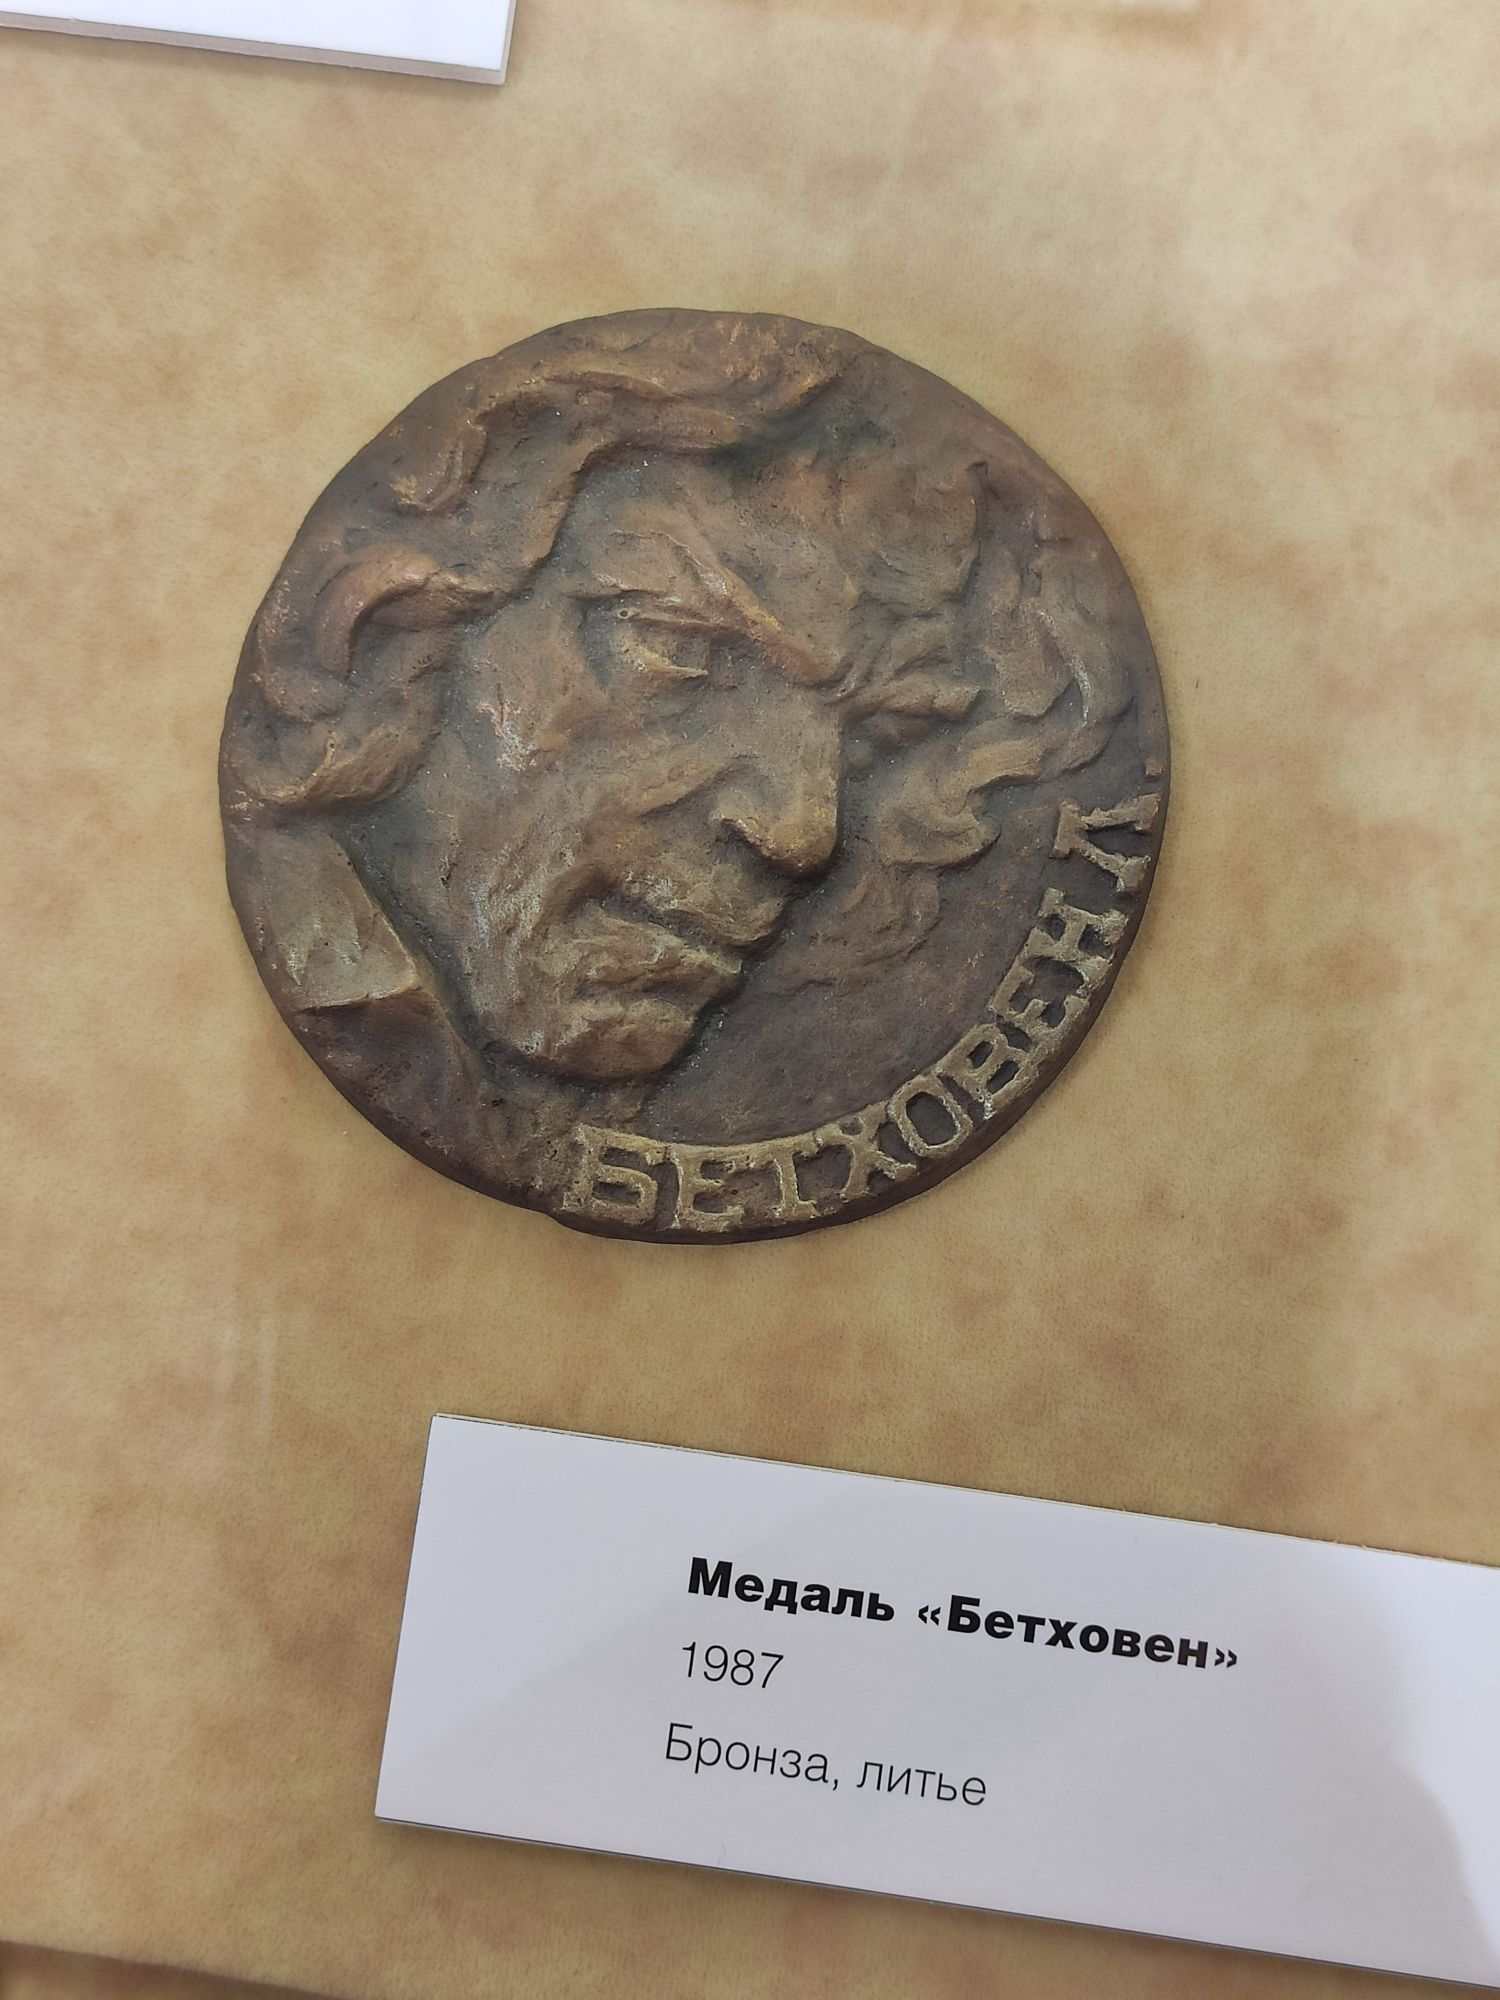 БЕТХОВЕН Л.
Медаль «Бетховен»
1987
Бронза, литье